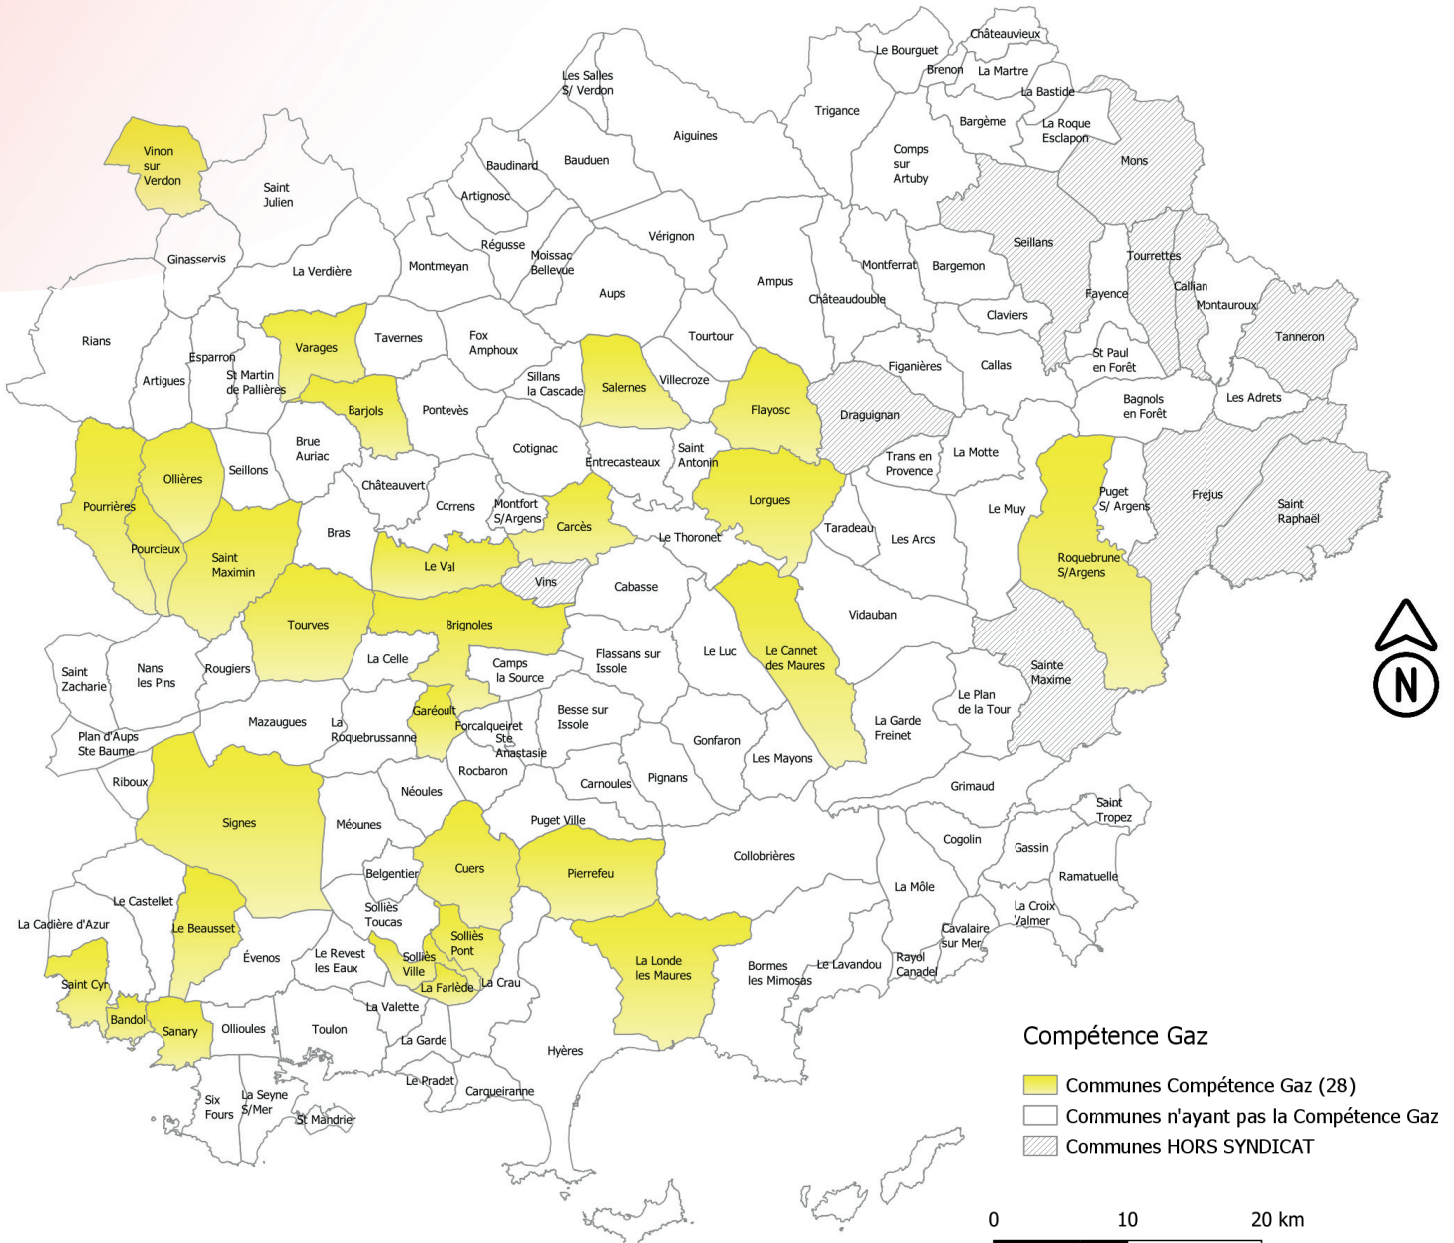 Châteauvieux
Le Bourguet
Brenon
La Martre
Les Salles
S/ Verdon
La Bastide
Trigance
Bargème
La Roque
Esclapon
Aiguines
Vinon
sur
Verdon
Comps
sur
Artuby
Mons
Baudinard
Bauduen
Saint
Julien
Artignosc
Vérignon
Seillans
Régusse
Moissac
Bellevue
Tourrettes
Ginasservis
La Verdière
Montmeyan
Montferrat
Bargemon
Ampus
Aups
Châteaudouble
Fayence
Callian
Montauroux
Claviers
Rians
Varages
Tavernes
Fox
Amphoux
Tourtour
Tanneron
Esparron
Artigues
St Martin
de Pallières
Sillans
la Cascade
Salernes
Villecroze
Figanières
Callas
St Paul
en Forêt
Barjols
Pontevès
Flayosc
Draguignan
Bagnols
en Forêt
Les Adrets
Brue
Auriac
Cotignac
Saint
Antonin
Entrecasteaux
Trans en
Provence
La Motte
Seillons
Ollières
Châteauvert
Correns
Montfort
S/Argens
Lorgues
Le Muy
Puget
S/ Argens
Fréjus
Saint
Raphaël
Pourrières
Bras
Carcès
Taradeau
Les Arcs
Pourcieux
Saint
Maximin
Le Thoronet
Roquebrune
S/Argens
Le Val
Vins
Cabasse
Tourves
Brignoles
Vidauban
Saint
Zacharie
Nans
les Pns
Rougiers
La Celle
Camps
la Source
Flassans sur
Issole
Le Luc
Le Cannet
des Maures
Sainte
Maxime
Mazaugues
La
Roquebrussanne
Garéoult
Forcalqueiret
Ste
Anastasie
Besse sur
Issole
Le Plan
de la Tour
La Garde
Freinet
Plan d'Aups
Ste Baume
Gonfaron
Les Mayons
Riboux
Rocbaron
Néoules
Carnoules
Pignans
Grimaud
Signes
Méounes
Puget Ville
Saint
Tropez
Cogolin
Gassin
Belgentier
Cuers
Pierrefeu
Collobrières
La Môle
Ramatuelle
Le Castellet
La Cadière d'Azur
Le Beausset
Solliès
Toucas
La Croix
Valmer
Cavalaire
sur Mer
Évenos
Le Revest
les Eaux
Solliès
Pont
Solliès
Ville
La Farlède
La Crau
La Londe
les Maures
Bormes
les Mimosas
Le Lavandou
Rayol
Canadel
Saint Cyr
Bandol
Sanary
Ollioules
Toulon
La Valette
La Garde
Hyères
Le Pradet
Carqueiranne
Six
Fours
La Seyne
S/Mer
St Mandrier
N
Compétence Gaz
Communes Compétence Gaz (28)
Communes n'ayant pas la Compétence Gaz
Communes HORS SYNDICAT
0 10 20 km